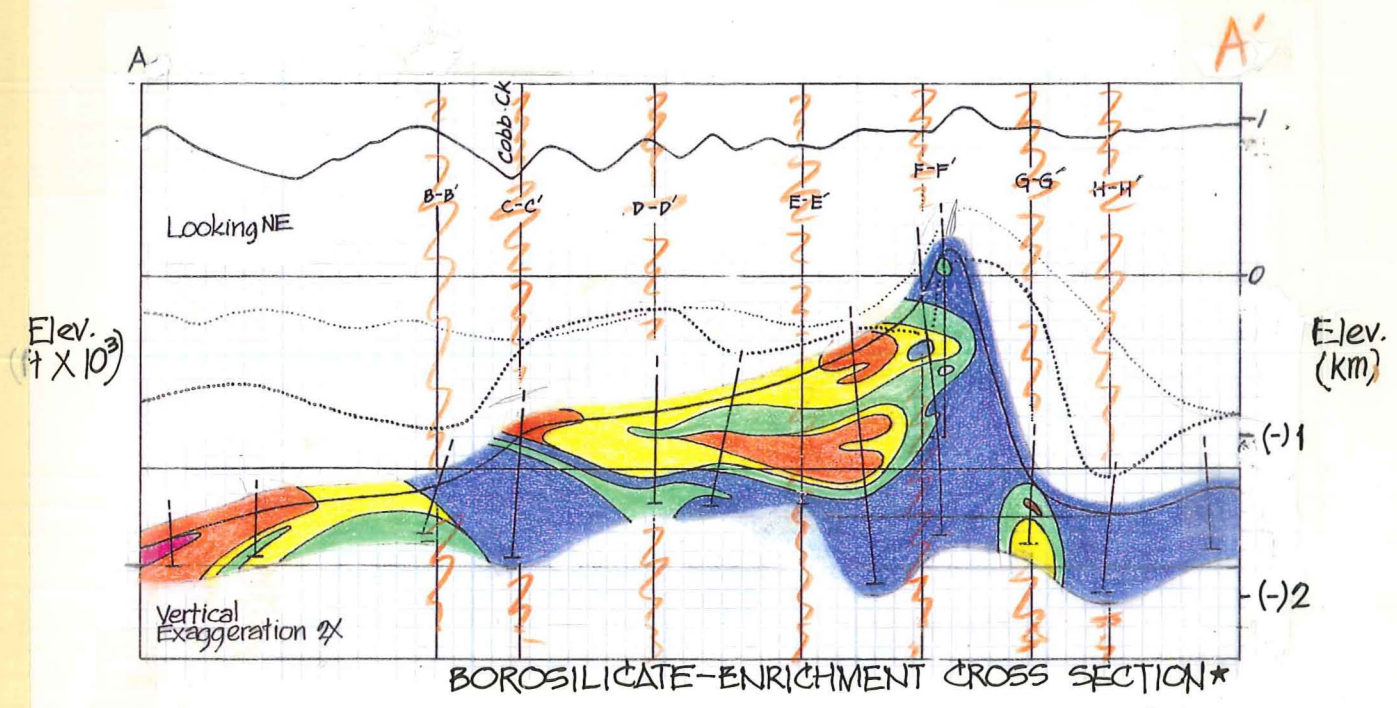 A
A'
Cobb-CK
1
B-B'
C-C'
D-D'
E-E'
F-F'
G-G'
H-H'
Looking NE
0
Elev.
X 10³)
Elev.
(km)
(-)1
(-)2
Vertical
Exaggeration 2X
BOROSILICATE-ENRICHMENT CROSS SECTION*